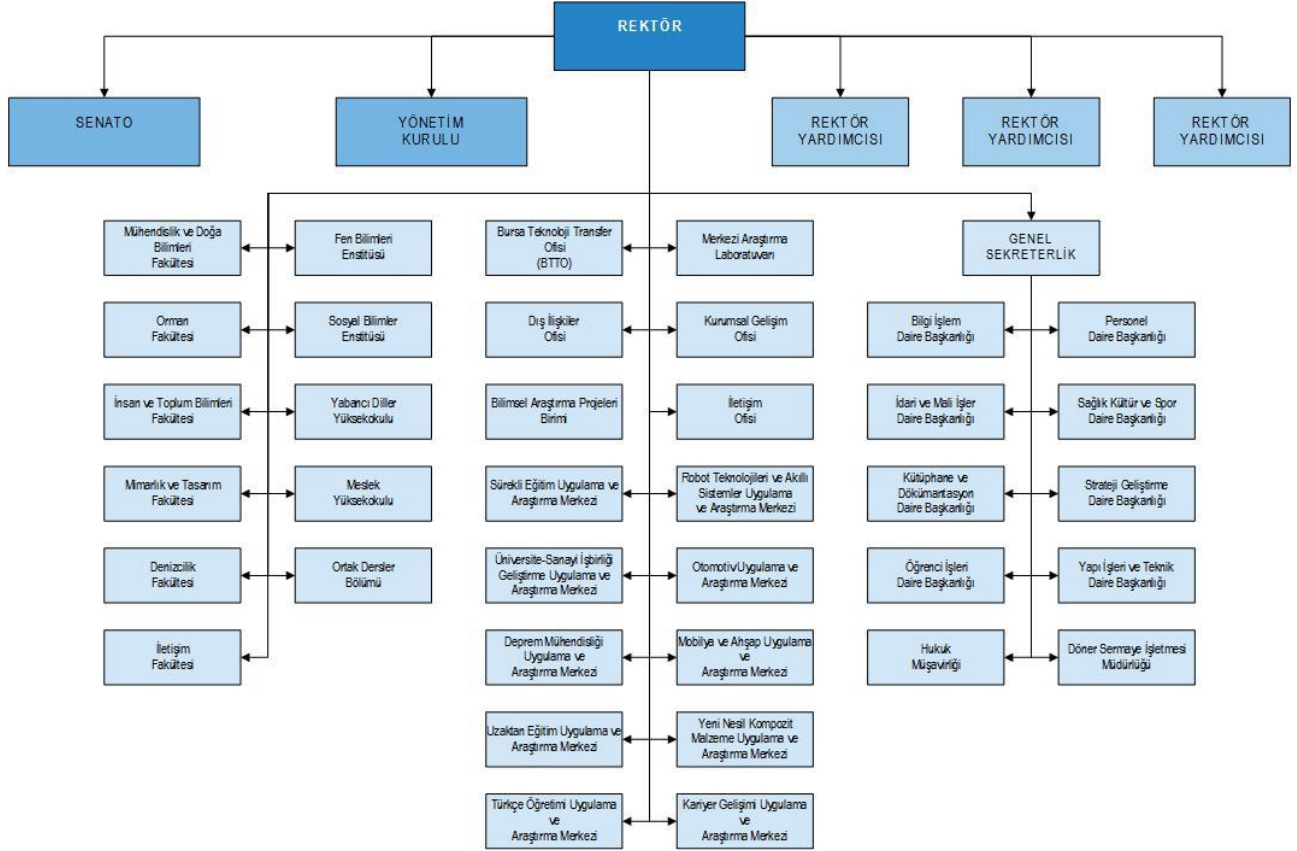 REKTÖR
SENATO
YÖNETİM
KURULU
REKTÖR
YARDIMCISI
REKTÖR
YARDIMCISI
REKTÖR
YARDIMCISI
Mühendislik ve Doğa
Bilimleri
Fakültesi
Fen Bilimleri
Enstitüsü
Bursa Teknoloji Transfer
Ofisi
(BTTO)
Merkezi Araştırma
Laboratuvarı
GENEL
SEKRETERLİK
Orman
Fakültesi
Sosyal Bilimler
Enstitüsü
Dış İlişkiler
Ofisi
Kurumsal Gelişim
Ofisi
Bilgi İşlem
Daire Başkanlığı
Personel
Daire Başkanlığı
İnsan ve Toplum Bilimleri
Fakültesi
Yabancı Diller
Yüksekokulu
Bilimsel Araştırma Projeleri
Birimi
İletişim
Ofisi
İdari ve Mali İşler
Daire Başkanlığı
Sağlık Kültür ve Spor
Daire Başkanlığı
Mimarlık ve Tasarım
Fakültesi
Meslek
Yüksekokulu
Sürekli Eğitim Uygulama ve
Araştırma Merkezi
Robot Teknolojileri ve Akıllı
Sistemler Uygulama
ve Araştırma Merkezi
Kütüphane ve
Dökümantasyon
Daire Başkanlığı
Strateji Geliştirme
Daire Başkanlığı
Denizcilik
Fakültesi
Ortak Dersler
Bölümü
Üniversite-Sanayi İşbirliği
Geliştirme Uygulama ve
Araştırma Merkezi
Otomotiv Uygulama ve
Araştırma Merkezi
Öğrenci İşleri
Daire Başkanlığı
Yapı İşleri ve Teknik
Daire Başkanlığı
İletişim
Fakültesi
Deprem Mühendisliği
Uygulama ve
Araştırma Merkezi
Mobilya ve Ahşap Uygulama
ve
Araştırma Merkezi
Hukuk
Müşavirliği
Döner Sermaye İşletmesi
Müdürlüğü
Uzaktan Eğitim Uygulama ve
Araştırma Merkezi
Yeni Nesil Kompozit
Malzeme Uygulama ve
Araştırma Merkezi
Türkçe Öğretimi Uygulama
ve
Araştırma Merkezi
Kariyer Gelişimi Uygulama
ve
Araştırma Merkezi